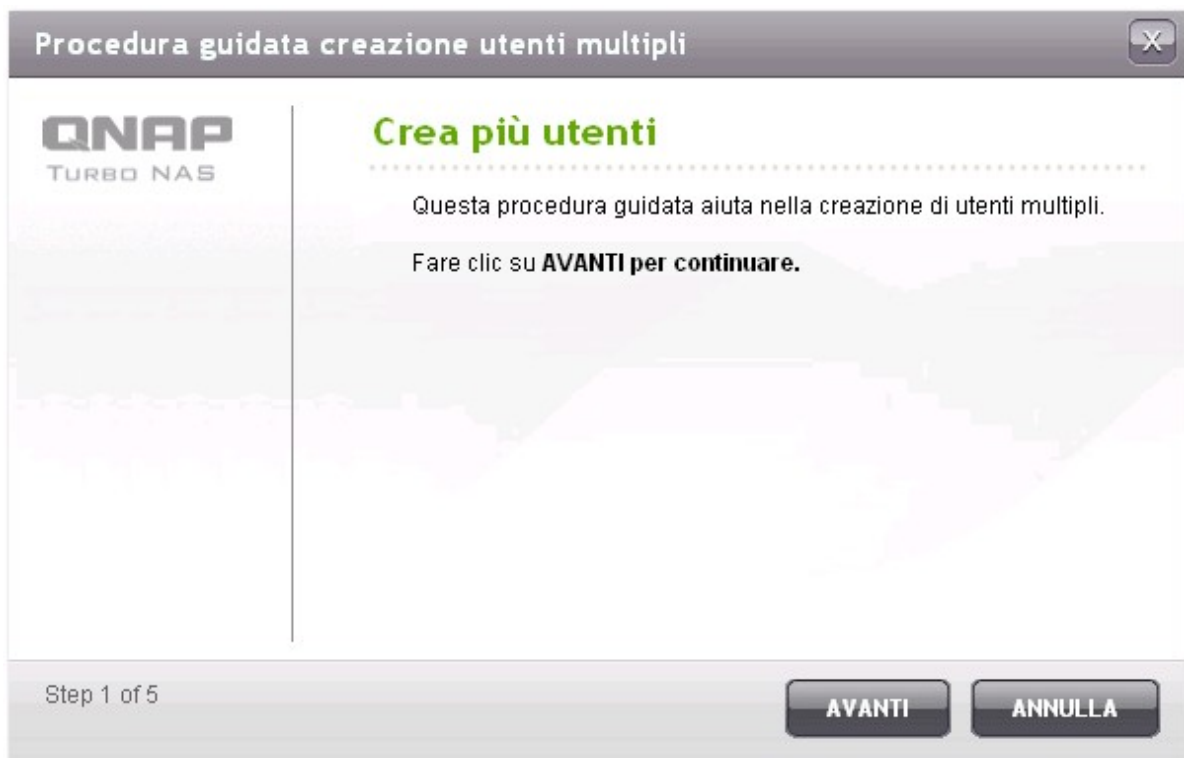 Procedura guidata creazione utenti multipli
X
QNAP
TURBO NAS
Crea più utenti
Questa procedura guidata aiuta nella creazione di utenti multipli.
Fare clic su AVANTI per continuare.
Step 1 of 5
AVANTI
ANNULLA